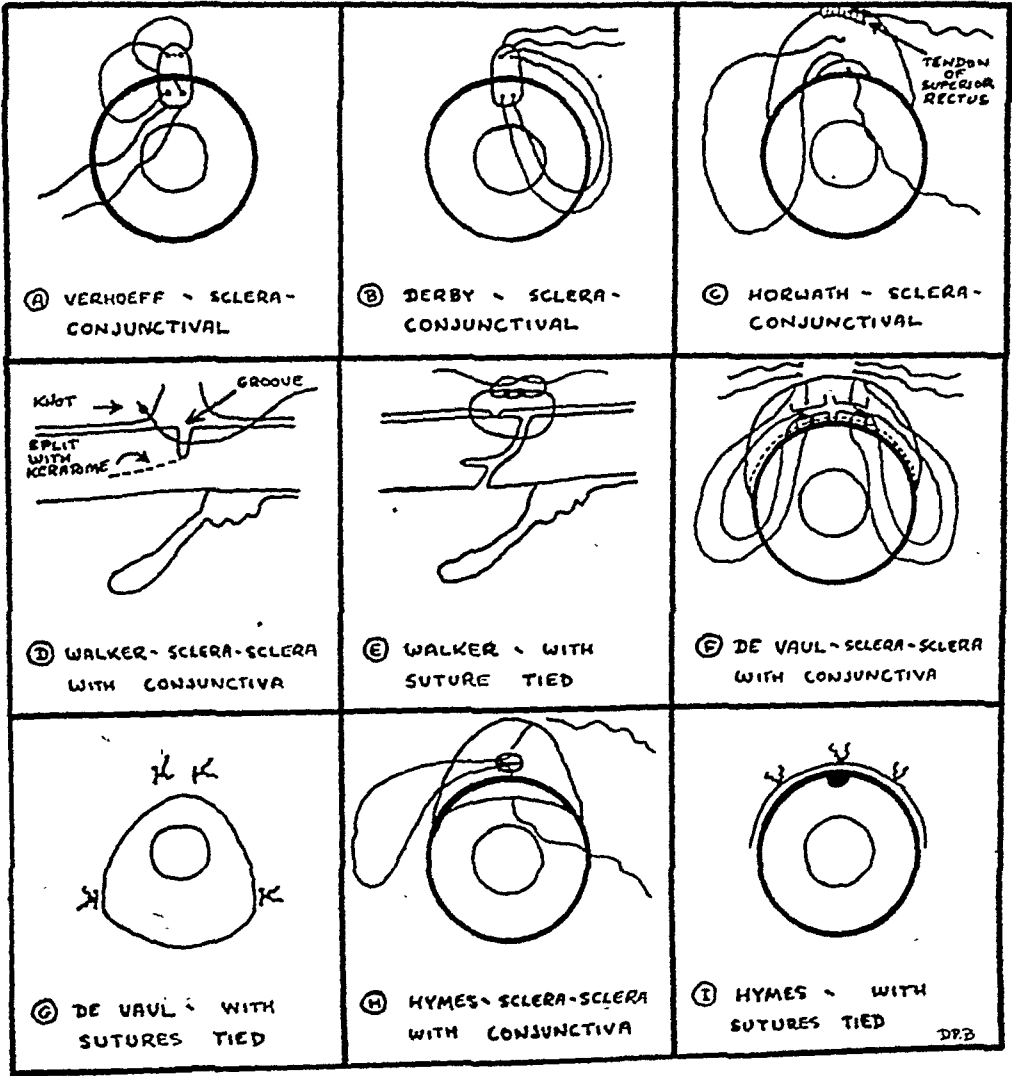 TENDON
OF
SUPERIOR
RECTUS
Ⓐ VERHOEFF - SCLERA-
CONJUNCTIVAL
Ⓑ DERBY - SCLERA-
CONJUNCTIVAL
Ⓒ HORWATH - SCLERA-
CONJUNCTIVAL
KNOT
GROOVE
SPLIT
WITH
KERATOME
Ⓓ WALKER - SCLERA-SCLERA
WITH CONJUNCTIVA
Ⓔ WALKER - WITH
SUTURE TIED
Ⓕ DE VAUL - SCLERA-SCLERA
WITH CONJUNCTIVA
Ⓖ DE VAUL - WITH
SUTURES TIED
Ⓗ HYMES - SCLERA-SCLERA
WITH CONJUNCTIVA
Ⓘ HYMES - WITH
SUTURES TIED
D.P.B